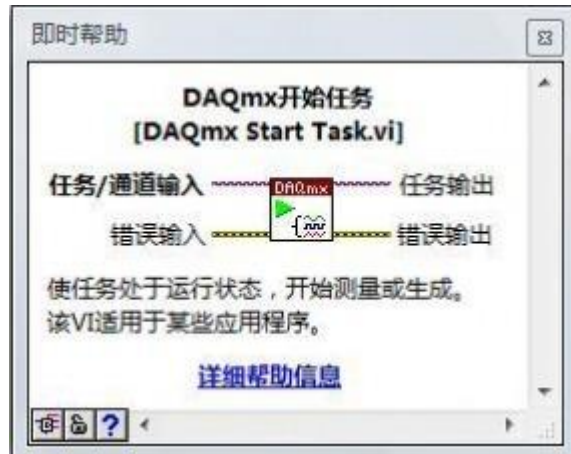 即时帮助
DAQmx开始任务
[DAQmx Start Task.vi]
任务/通道输入 DAQmx 任务输出
错误输入 错误输出
使任务处于运行状态，开始测量或生成。
该VI适用于某些应用程序。
详细帮助信息
?